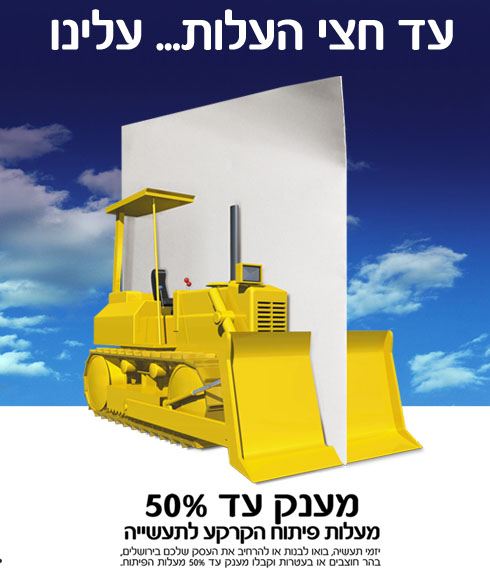 עד חצי העלות... עלינו
מענק עד 50%
מעלות פיתוח הקרקע לתעשייה
יזמי תעשיה, בואו לבנות או להרחיב את העסק שלכם בירושלים,
בהר חוצבים או בעטרות וקבלו מענק עד 50% מעלות הפיתוח.